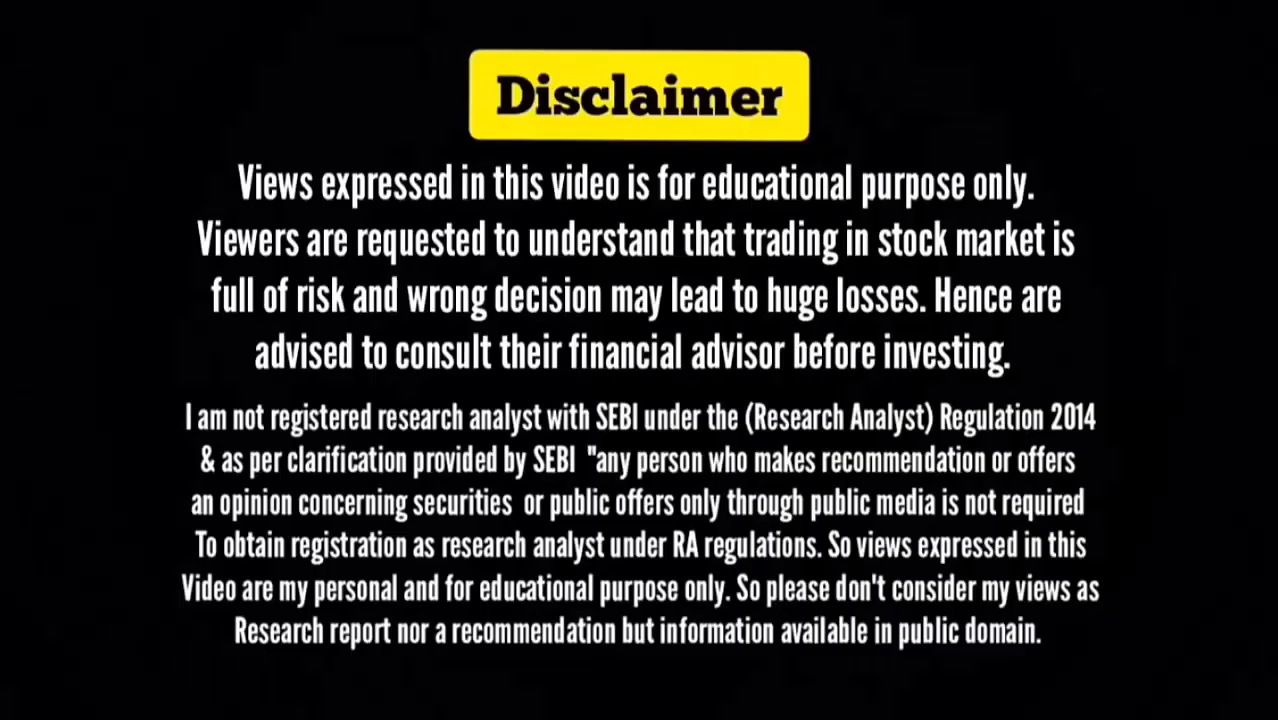 Disclaimer
Views expressed in this video is for educational purpose only.
Viewers are requested to understand that trading in stock market is
full of risk and wrong decision may lead to huge losses. Hence are
advised to consult their financial advisor before investing.
I am not registered research analyst with SEBI under the (Research Analyst) Regulation 2014
& as per clarification provided by SEBI "any person who makes recommendation or offers
an opinion concerning securities or public offers only through public media is not required
To obtain registration as research analyst under RA regulations. So views expressed in this
Video are my personal and for educational purpose only. So please don't consider my views as
Research report nor a recommendation but information available in public domain.